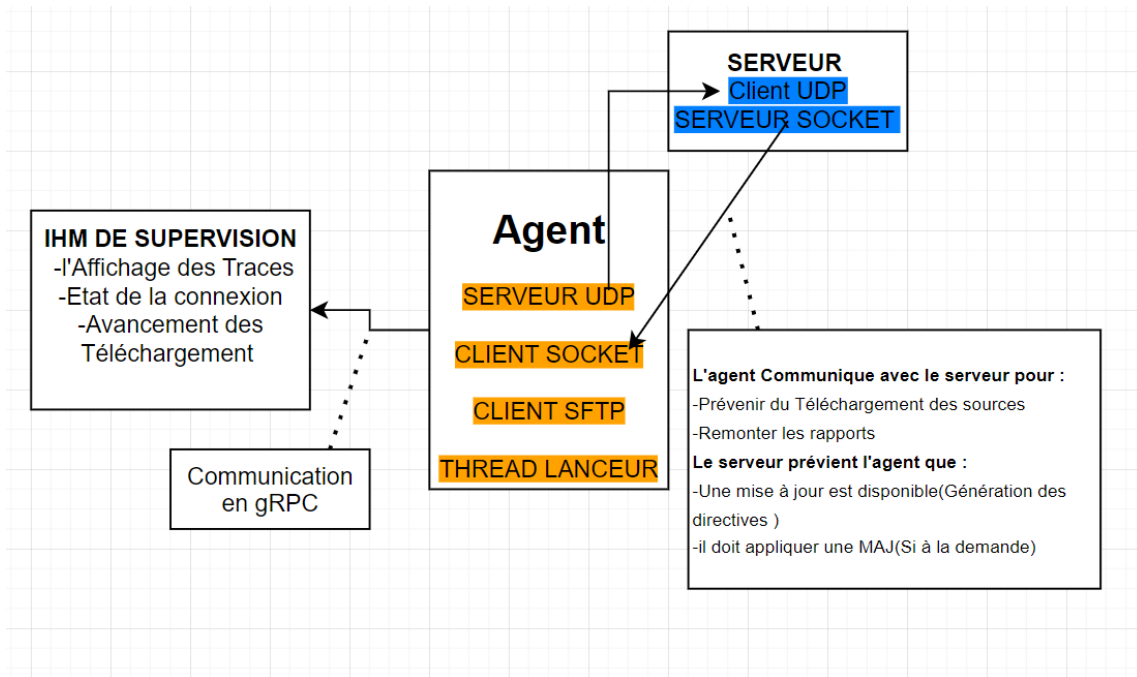 SERVEUR
Client UDP
SERVEUR SOCKET
Agent
SERVEUR UDP
CLIENT SOCKET
CLIENT SFTP
THREAD LANCEUR
IHM DE SUPERVISION
-l'Affichage des Traces
-Etat de la connexion
-Avancement des
Téléchargement
Communication
en gRPC
L'agent Communique avec le serveur pour :
-Prévenir du Téléchargement des sources
-Remonter les rapports
Le serveur prévient l'agent que :
-Une mise à jour est disponible(Génération des
directives )
-il doit appliquer une MAJ(Si à la demande)